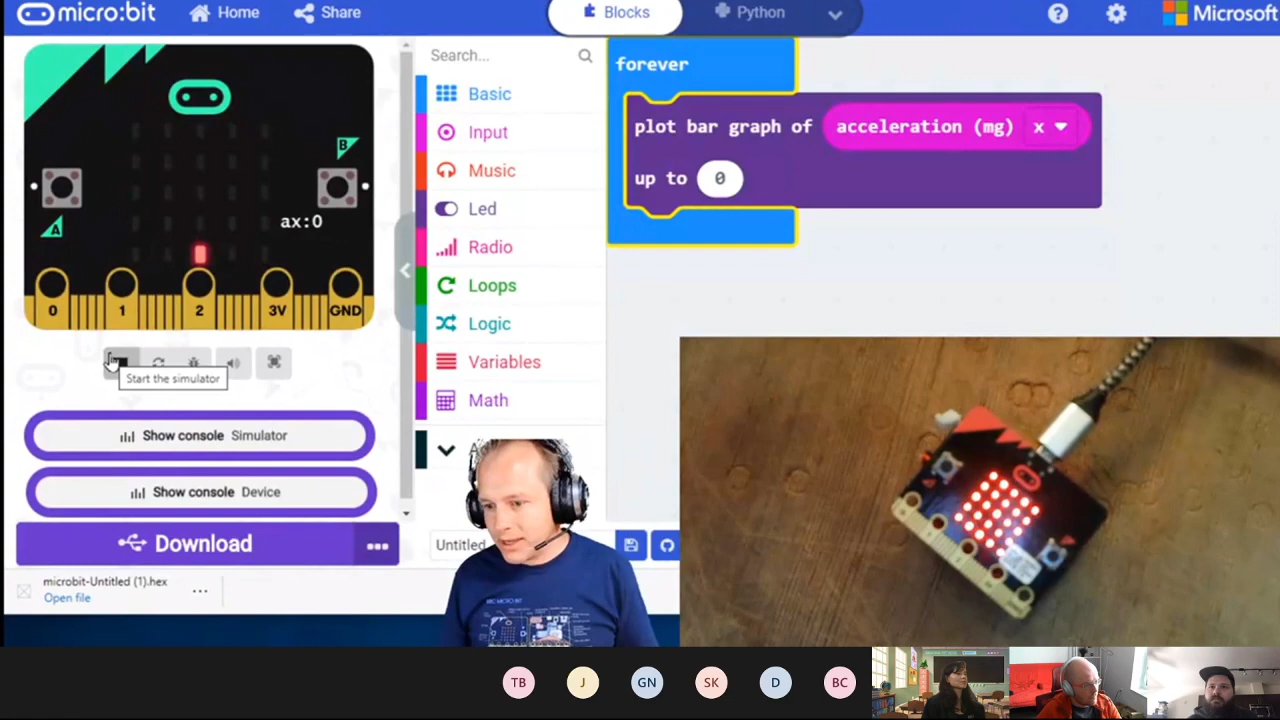 micro:bit
Home
Share
Blocks
Python
Microsoft
Search...
forever
Basic
plot bar graph of acceleration (mg) x
Input
B
Music
up to 0
Led
A
ax:0
Radio
Loops
0 1 2 3V GND
Logic
Variables
Start the simulator
Math
Show console Simulator
Show console Device
Download
Untitled
microbit-Untitled (1).hex
Open file
TB J GN SK D BC